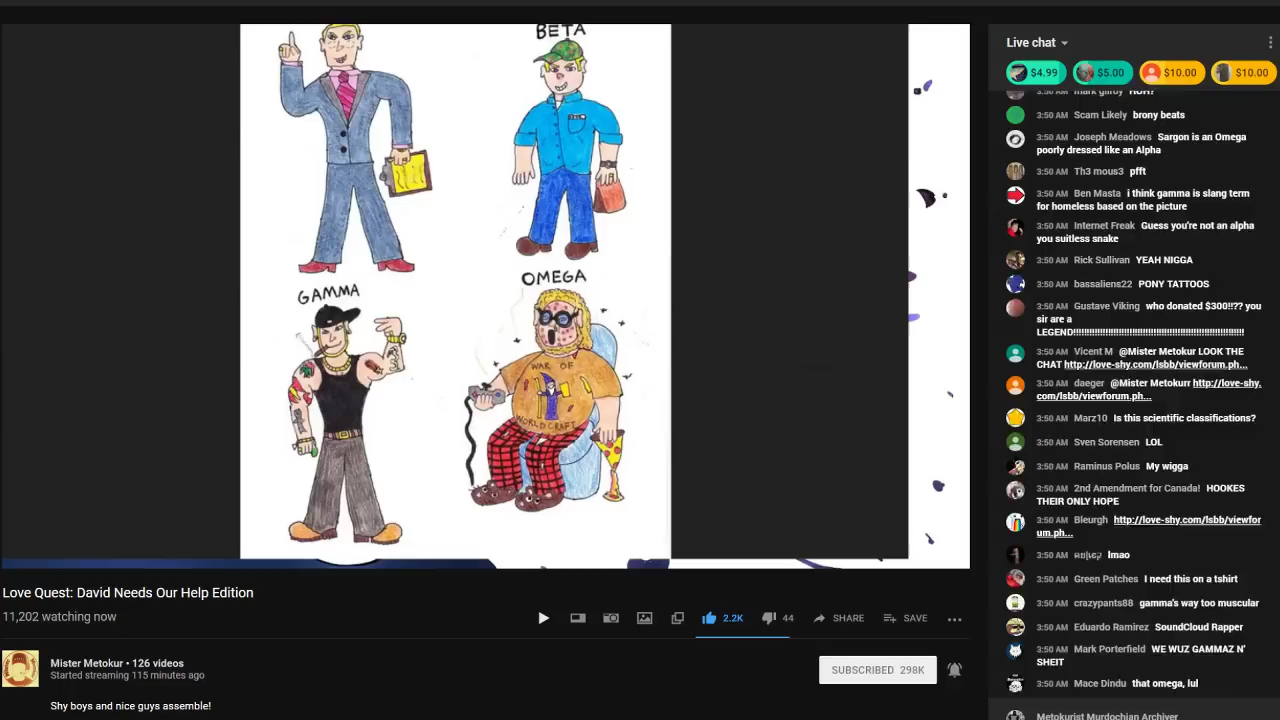 BETA
GAMMA
OMEGA
WAR OF
WORLDCRAFT
Love Quest: David Needs Our Help Edition
11,202 watching now
2.2K
44
SHARE
SAVE
Mister Metokur • 126 videos
Started streaming 115 minutes ago
SUBSCRIBED 298K
Shy boys and nice guys assemble!
Live chat
$4.99
$5.00
$10.00
$10.00
3:50 AM mark gilroy HUH?
3:50 AM Scam Likely brony beats
3:50 AM Joseph Meadows Sargon is an Omega
poorly dressed like an Alpha
3:50 AM Th3 mous3 pfft
3:50 AM Ben Masta i think gamma is slang term
for homeless based on the picture
3:50 AM Internet Freak Guess you're not an alpha
you suitless snake
3:50 AM Rick Sullivan YEAH NIGGA
3:50 AM bassaliens22 PONY TATTOOS
3:50 AM Gustave Viking who donated $300!!?? you
sir are a
3:50 AM Vicent M @Mister Metokur LOOK THE
CHAT http://love-shy.com/lsbb/viewforum.ph...
3:50 AM daeger @Mister Metokurr http://love-shy.
com/lsbb/viewforum.ph...
3:50 AM Marz10 Is this scientific classifications?
3:50 AM Sven Sorensen LOL
3:50 AM Raminus Polus My wigga
3:50 AM 2nd Amendment for Canada! HOOKES
THEIR ONLY HOPE
3:50 AM Bleurgh http://love-shy.com/lsbb/viewfor
um.ph...
3:50 AM lmao
3:50 AM Green Patches I need this on a tshirt
3:50 AM crazypants88 gamma's way too muscular
3:50 AM Eduardo Ramirez SoundCloud Rapper
3:50 AM Mark Porterfield WE WUZ GAMMAZ N'
SHEIT
3:50 AM Mace Dindu that omega, lul
Metokurist Murdochian Archiver